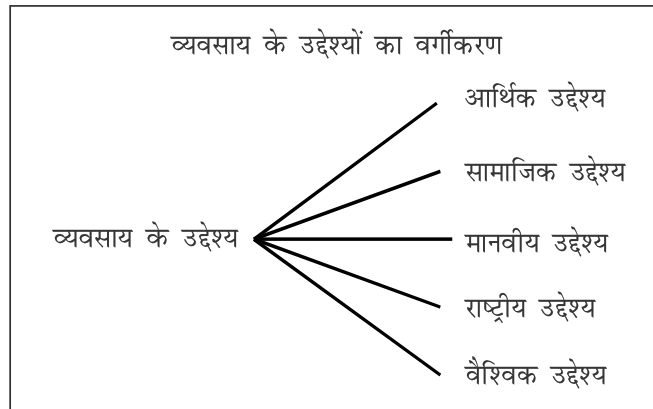 व्यवसाय के उद्देश्यों का वर्गीकरण
आर्थिक उद्देश्य
सामाजिक उद्देश्य
व्यवसाय के उद्देश्य
मानवीय उद्देश्य
राष्ट्रीय उद्देश्य
वैश्विक उद्देश्य